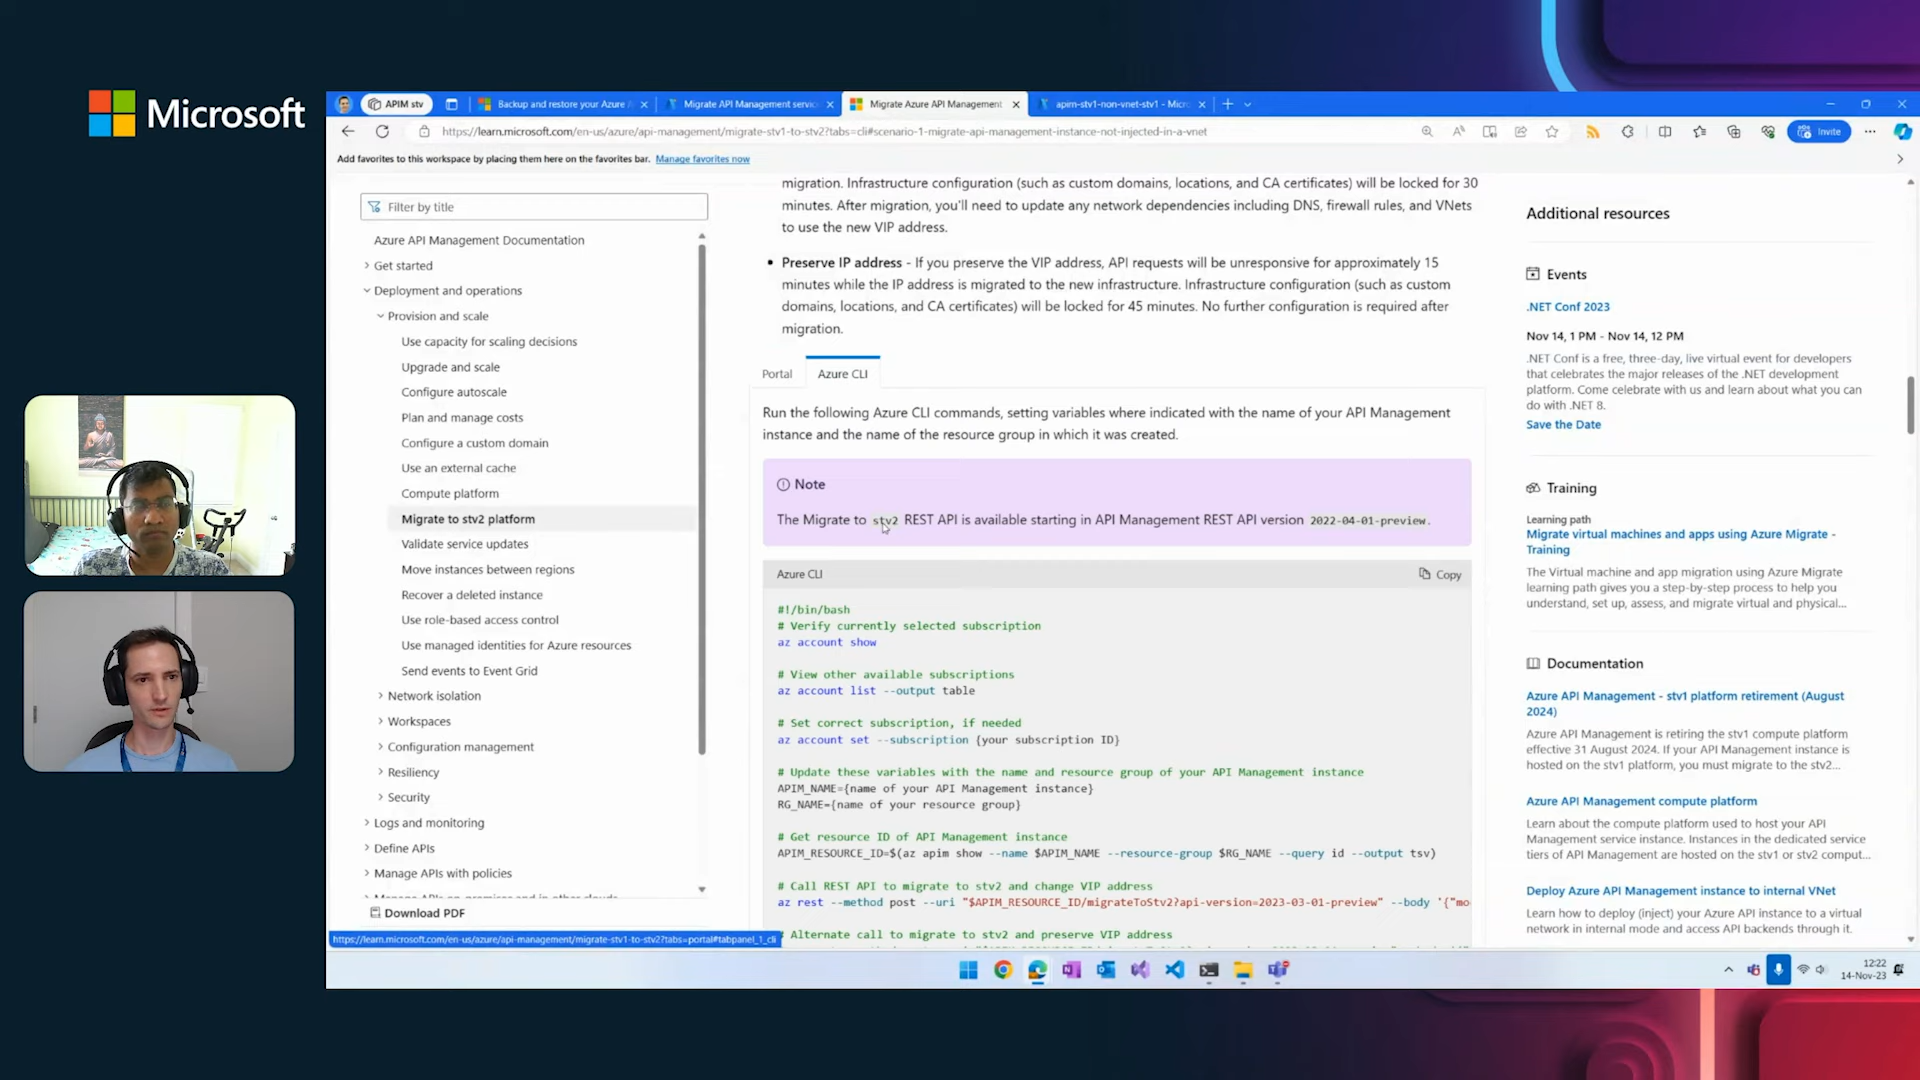 Microsoft
APIM stv
Backup and restore your Azure A
Migrate API Management servic
Migrate Azure API Management
apim-stv1-non-vnet-stv1 - Micro
https://learn.microsoft.com/en-us/azure/api-management/migrate-stv1-to-stv2?tabs=cli#scenario-1-migrate-api-management-instance-not-injected-in-a-vnet
Invite
Add favorites to this workspace by placing them here on the favorites bar. Manage favorites now
Filter by title
Azure API Management Documentation
Get started
Deployment and operations
Provision and scale
Use capacity for scaling decisions
Upgrade and scale
Configure autoscale
Plan and manage costs
Configure a custom domain
Use an external cache
Compute platform
Migrate to stv2 platform
Validate service updates
Move instances between regions
Recover a deleted instance
Use role-based access control
Use managed identities for Azure resources
Send events to Event Grid
Network isolation
Workspaces
Configuration management
Resiliency
Security
Logs and monitoring
Define APIs
Manage APIs with policies
Download PDF
https://learn.microsoft.com/en-us/azure/api-management/migrate-stv1-to-stv2?tabs=portal#tabpanel_1_cli
migration. Infrastructure configuration (such as custom domains, locations, and CA certificates) will be locked for 30
minutes. After migration, you'll need to update any network dependencies including DNS, firewall rules, and VNets
to use the new VIP address.
• Preserve IP address - If you preserve the VIP address, API requests will be unresponsive for approximately 15
minutes while the IP address is migrated to the new infrastructure. Infrastructure configuration (such as custom
domains, locations, and CA certificates) will be locked for 45 minutes. No further configuration is required after
migration.
Portal
Azure CLI
Run the following Azure CLI commands, setting variables where indicated with the name of your API Management
instance and the name of the resource group in which it was created.
Note
The Migrate to stv2 REST API is available starting in API Management REST API version 2022-04-01-preview.
Azure CLI
Copy
#!/bin/bash
# Verify currently selected subscription
az account show
# View other available subscriptions
az account list --output table
# Set correct subscription, if needed
az account set --subscription {your subscription ID}
# Update these variables with the name and resource group of your API Management instance
APIM_NAME={name of your API Management instance}
RG_NAME={name of your resource group}
# Get resource ID of API Management instance
APIM_RESOURCE_ID=$(az apim show --name $APIM_NAME --resource-group $RG_NAME --query id --output tsv)
# Call REST API to migrate to stv2 and change VIP address
az rest --method post --uri "$APIM_RESOURCE_ID/migrateToStv2?api-version=2023-03-01-preview" --body '{"mo
# Alternate call to migrate to stv2 and preserve VIP address
Additional resources
Events
.NET Conf 2023
Nov 14, 1 PM - Nov 14, 12 PM
.NET Conf is a free, three-day, live virtual event for developers
that celebrates the major releases of the .NET development
platform. Come celebrate with us and learn about what you can
do with .NET 8.
Save the Date
Training
Learning path
Migrate virtual machines and apps using Azure Migrate -
Training
The Virtual machine and app migration using Azure Migrate
learning path gives you a step-by-step process to help you
understand, set up, assess, and migrate virtual and physical...
Documentation
Azure API Management - stv1 platform retirement (August
2024)
Azure API Management is retiring the stv1 compute platform
effective 31 August 2024. If your API Management instance is
hosted on the stv1 platform, you must migrate to the stv2...
Azure API Management compute platform
Learn about the compute platform used to host your API
Management service instance. Instances in the dedicated service
tiers of API Management are hosted on the stv1 or stv2 comput...
Deploy Azure API Management instance to internal VNet
Learn how to deploy (inject) your Azure API instance to a virtual
network in internal mode and access API backends through it.
12:22
14-Nov-23